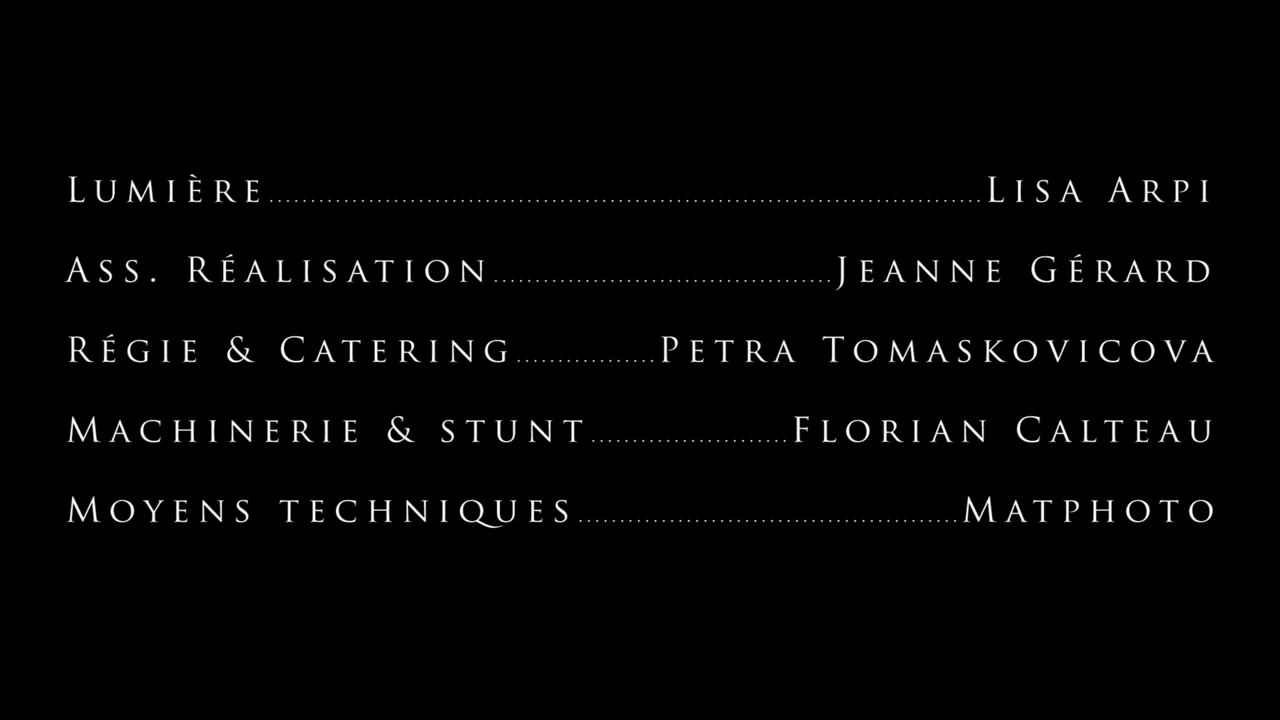 Lumière....................................................................................Lisa Arpi
Ass. Réalisation........................................Jeanne Gérard
Régie & Catering.................Petra Tomaskovicova
Machinerie & stunt........................Florian Calteau
Moyens techniques.............................................Matphoto